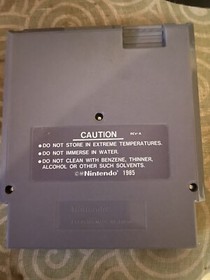 CAUTION
REV-A
•DO NOT STORE IN EXTREME TEMPERATURES.
•DO NOT IMMERSE IN WATER.
•DO NOT CLEAN WITH BENZENE, THINNER,
ALCOHOL OR OTHER SUCH SOLVENTS.
©®Nintendo® 1985